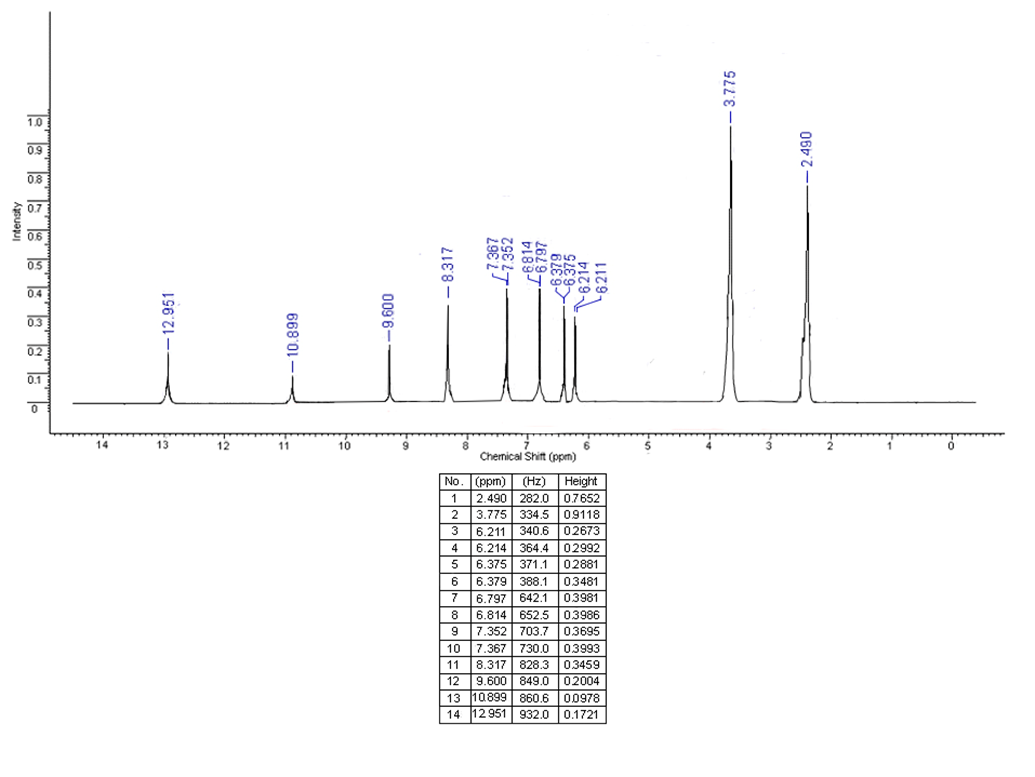 3.775
2.490
8.317
7.367
7.352
6.814
6.797
6.379
6.375
6.214
6.211
12.951
10.899
9.600
Intensity
1.0
0.9
0.8
0.7
0.6
0.5
0.4
0.3
0.2
0.1
0
14 13 12 11 10 9 8 7 6 5 4 3 2 1 0
Chemical Shift (ppm)
No. (ppm) (Hz) Height
1 2.490 282.0 0.7652
2 3.775 334.5 0.9118
3 6.211 340.6 0.2673
4 6.214 364.4 0.2992
5 6.375 371.1 0.2881
6 6.379 388.1 0.3481
7 6.797 642.1 0.3981
8 6.814 652.5 0.3986
9 7.352 703.7 0.3695
10 7.367 730.0 0.3993
11 8.317 828.3 0.3459
12 9.600 849.0 0.2004
13 10.899 860.6 0.0978
14 12.951 932.0 0.1721